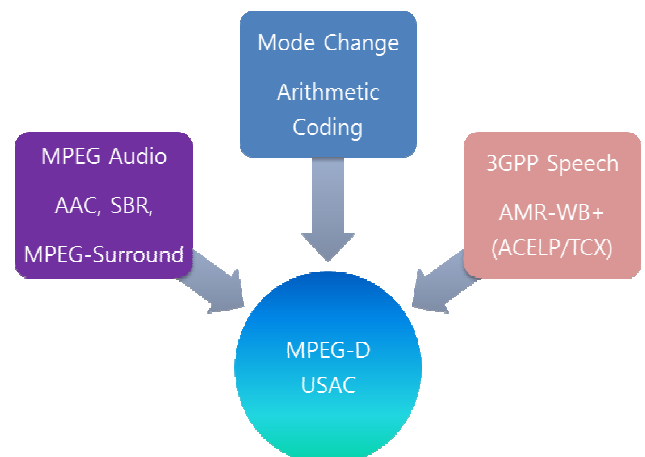 Mode Change
Arithmetic
Coding
MPEG Audio
AAC, SBR,
MPEG-Surround
3GPP Speech
AMR-WB+
(ACELP/TCX)
MPEG-D
USAC